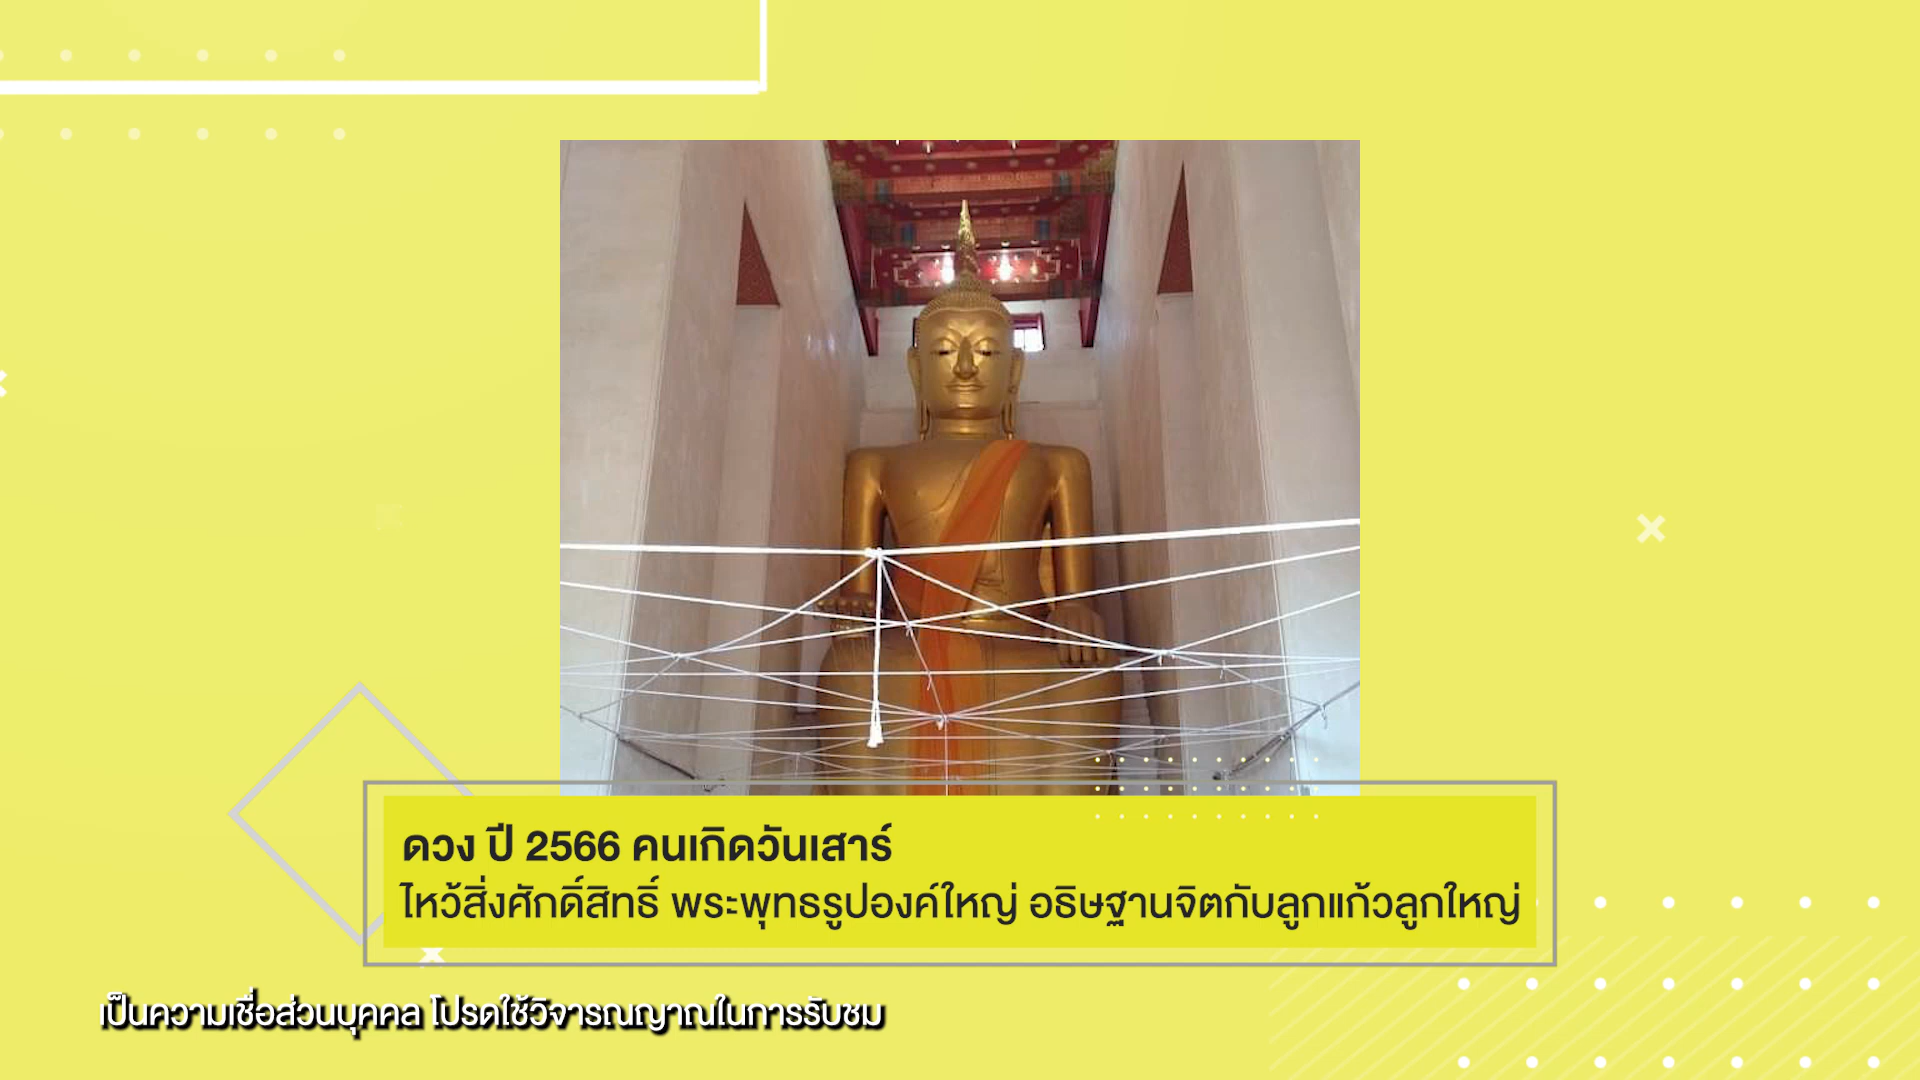 ดวง ปี 2566 คนเกิดวันเสาร์
ไหว้สิ่งศักดิ์สิทธิ์ พระพุทธรูปองค์ใหญ่ อธิษฐานจิตกับลูกแก้วลูกใหญ่
เป็นความเชื่อส่วนบุคคล โปรดใช้วิจารณญาณในการรับชม